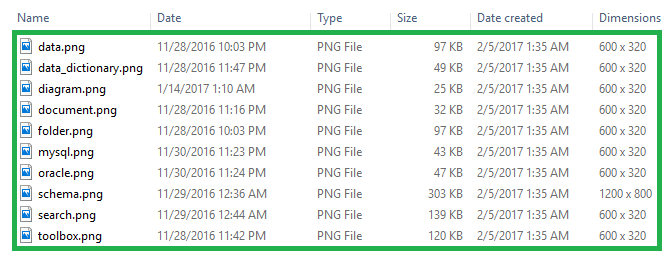 Name Date Type Size Date created Dimensions
data.png 11/28/2016 10:03 PM PNG File 97 KB 2/5/2017 1:35 AM 600 x 320
data_dictionary.png 11/28/2016 11:47 PM PNG File 49 KB 2/5/2017 1:35 AM 600 x 320
diagram.png 1/14/2017 1:10 AM PNG File 25 KB 2/5/2017 1:35 AM 600 x 320
document.png 11/28/2016 11:16 PM PNG File 32 KB 2/5/2017 1:35 AM 600 x 320
folder.png 11/28/2016 10:03 PM PNG File 97 KB 2/5/2017 1:35 AM 600 x 320
mysql.png 11/30/2016 11:23 PM PNG File 43 KB 2/5/2017 1:35 AM 600 x 320
oracle.png 11/30/2016 11:24 PM PNG File 47 KB 2/5/2017 1:35 AM 600 x 320
schema.png 11/29/2016 12:36 AM PNG File 303 KB 2/5/2017 1:35 AM 1200 x 800
search.png 11/29/2016 12:44 AM PNG File 139 KB 2/5/2017 1:35 AM 600 x 320
toolbox.png 11/28/2016 11:42 PM PNG File 120 KB 2/5/2017 1:35 AM 600 x 320